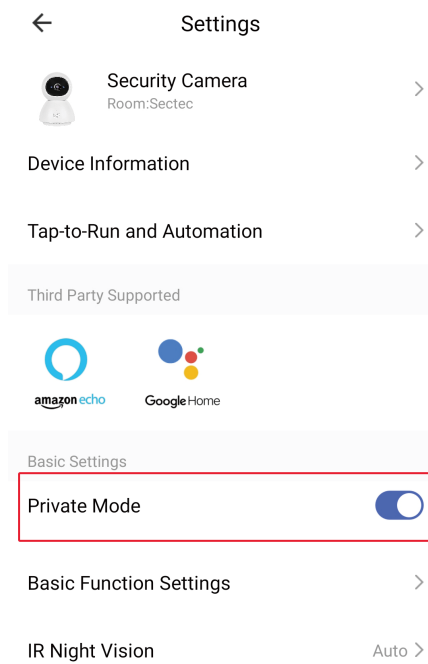 Settings
Security Camera
Room:Sectec
Device Information
Tap-to-Run and Automation
Third Party Supported
amazon echo
Google Home
Basic Settings
Private Mode
Basic Function Settings
IR Night Vision
Auto